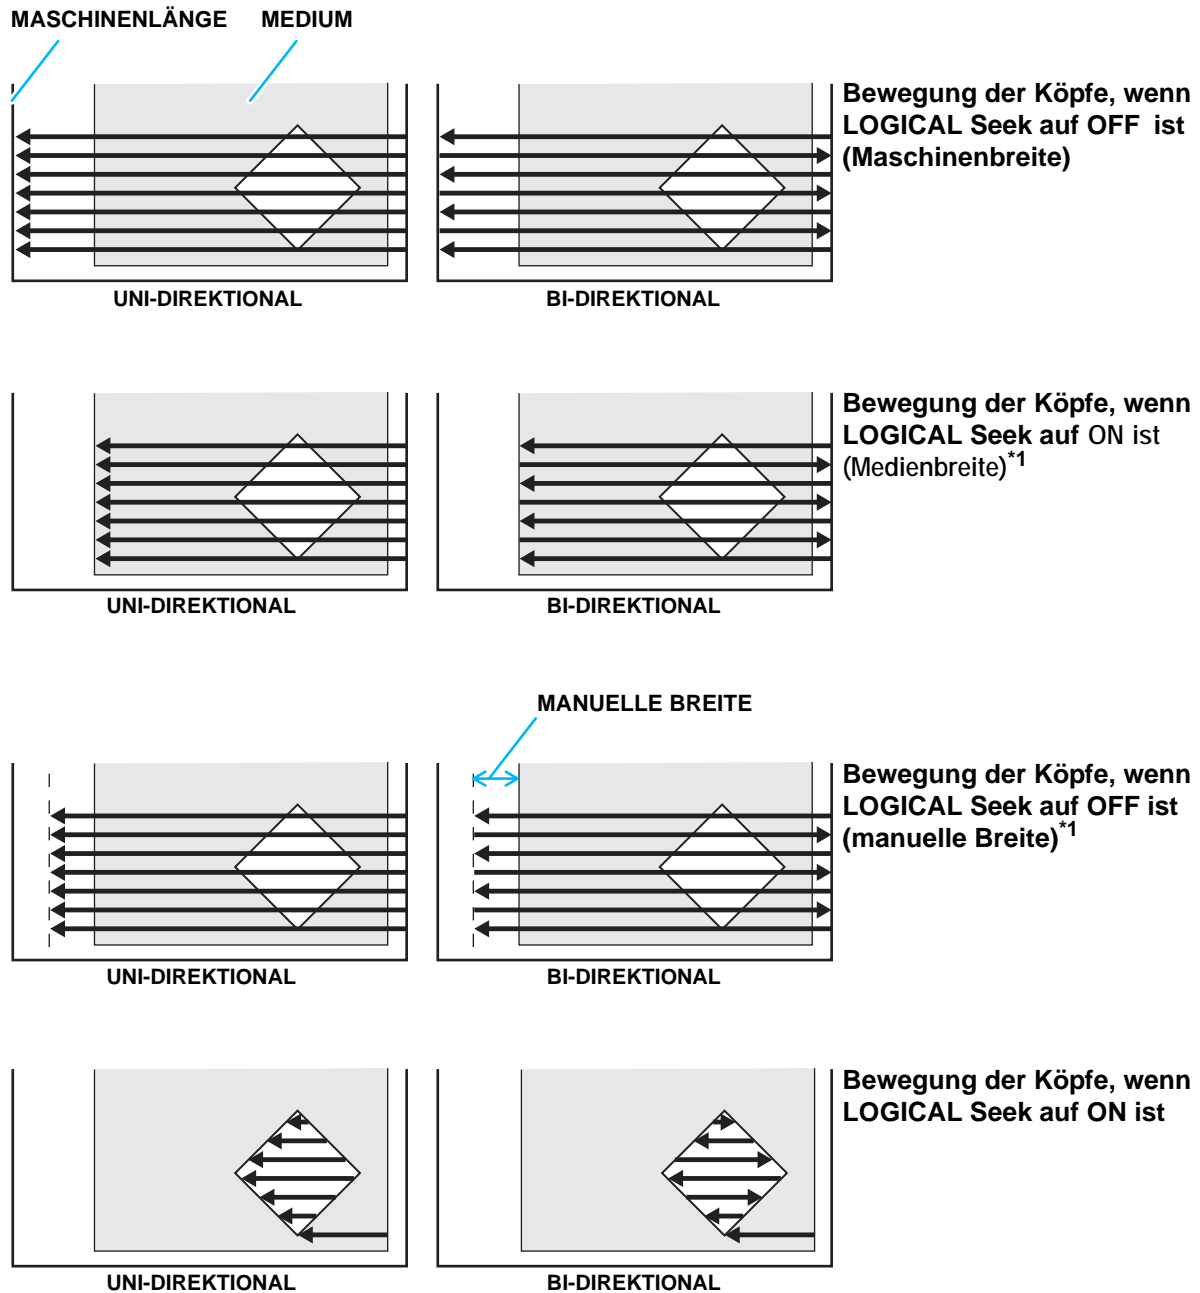 MASCHINENLÄNGE MEDIUM
Bewegung der Köpfe, wenn
LOGICAL Seek auf OFF ist
(Maschinenbreite)
UNI-DIREKTIONAL BI-DIREKTIONAL
Bewegung der Köpfe, wenn
LOGICAL Seek auf ON ist
(Medienbreite)*1
UNI-DIREKTIONAL BI-DIREKTIONAL
MANUELLE BREITE
Bewegung der Köpfe, wenn
LOGICAL Seek auf OFF ist
(manuelle Breite)*1
UNI-DIREKTIONAL BI-DIREKTIONAL
Bewegung der Köpfe, wenn
LOGICAL Seek auf ON ist
UNI-DIREKTIONAL BI-DIREKTIONAL